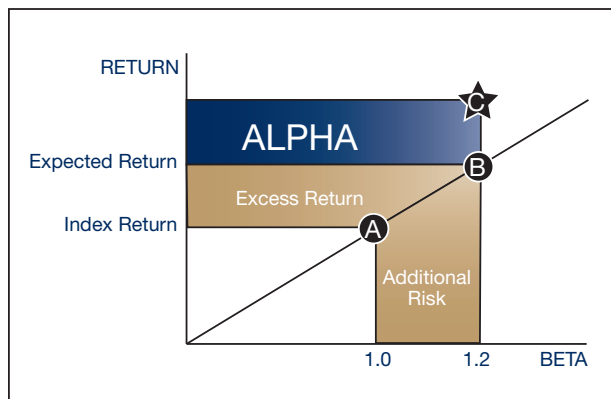 RETURN
C
ALPHA
Expected Return
B
Excess Return
Index Return
A
Additional
Risk
1.0
1.2
BETA